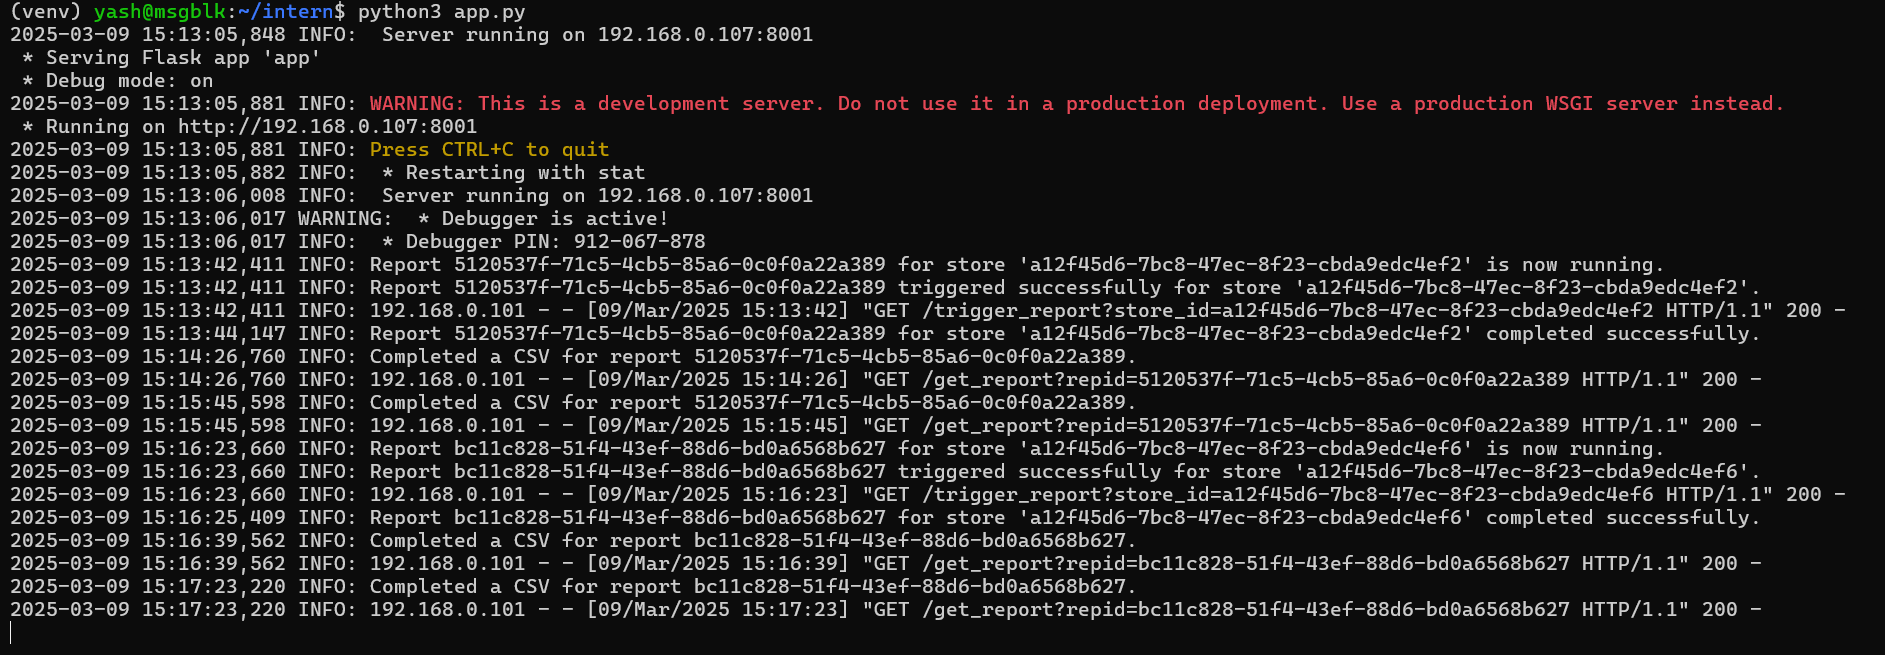 (venv) yash@msgblk:~/intern$ python3 app.py
2025-03-09 15:13:05,848 INFO:  Server running on 192.168.0.107:8001
 * Serving Flask app 'app'
 * Debug mode: on
2025-03-09 15:13:05,881 INFO: WARNING: This is a development server. Do not use it in a production deployment. Use a production WSGI server instead.
 * Running on http://192.168.0.107:8001
2025-03-09 15:13:05,881 INFO: Press CTRL+C to quit
2025-03-09 15:13:05,882 INFO:  * Restarting with stat
2025-03-09 15:13:06,008 INFO:  Server running on 192.168.0.107:8001
2025-03-09 15:13:06,017 WARNING:  * Debugger is active!
2025-03-09 15:13:06,017 INFO:  * Debugger PIN: 912-067-878
2025-03-09 15:13:42,411 INFO: Report 5120537f-71c5-4cb5-85a6-0c0f0a22a389 for store 'a12f45d6-7bc8-47ec-8f23-cbda9edc4ef2' is now running.
2025-03-09 15:13:42,411 INFO: Report 5120537f-71c5-4cb5-85a6-0c0f0a22a389 triggered successfully for store 'a12f45d6-7bc8-47ec-8f23-cbda9edc4ef2'.
2025-03-09 15:13:42,411 INFO: 192.168.0.101 - - [09/Mar/2025 15:13:42] "GET /trigger_report?store_id=a12f45d6-7bc8-47ec-8f23-cbda9edc4ef2 HTTP/1.1" 200 -
2025-03-09 15:13:44,147 INFO: Report 5120537f-71c5-4cb5-85a6-0c0f0a22a389 for store 'a12f45d6-7bc8-47ec-8f23-cbda9edc4ef2' completed successfully.
2025-03-09 15:14:26,760 INFO: Completed a CSV for report 5120537f-71c5-4cb5-85a6-0c0f0a22a389.
2025-03-09 15:14:26,760 INFO: 192.168.0.101 - - [09/Mar/2025 15:14:26] "GET /get_report?repid=5120537f-71c5-4cb5-85a6-0c0f0a22a389 HTTP/1.1" 200 -
2025-03-09 15:15:45,598 INFO: Completed a CSV for report 5120537f-71c5-4cb5-85a6-0c0f0a22a389.
2025-03-09 15:15:45,598 INFO: 192.168.0.101 - - [09/Mar/2025 15:15:45] "GET /get_report?repid=5120537f-71c5-4cb5-85a6-0c0f0a22a389 HTTP/1.1" 200 -
2025-03-09 15:16:23,660 INFO: Report bc11c828-51f4-43ef-88d6-bd0a6568b627 for store 'a12f45d6-7bc8-47ec-8f23-cbda9edc4ef6' is now running.
2025-03-09 15:16:23,660 INFO: Report bc11c828-51f4-43ef-88d6-bd0a6568b627 triggered successfully for store 'a12f45d6-7bc8-47ec-8f23-cbda9edc4ef6'.
2025-03-09 15:16:23,660 INFO: 192.168.0.101 - - [09/Mar/2025 15:16:23] "GET /trigger_report?store_id=a12f45d6-7bc8-47ec-8f23-cbda9edc4ef6 HTTP/1.1" 200 -
2025-03-09 15:16:25,409 INFO: Report bc11c828-51f4-43ef-88d6-bd0a6568b627 for store 'a12f45d6-7bc8-47ec-8f23-cbda9edc4ef6' completed successfully.
2025-03-09 15:16:39,562 INFO: Completed a CSV for report bc11c828-51f4-43ef-88d6-bd0a6568b627.
2025-03-09 15:16:39,562 INFO: 192.168.0.101 - - [09/Mar/2025 15:16:39] "GET /get_report?repid=bc11c828-51f4-43ef-88d6-bd0a6568b627 HTTP/1.1" 200 -
2025-03-09 15:17:23,220 INFO: Completed a CSV for report bc11c828-51f4-43ef-88d6-bd0a6568b627.
2025-03-09 15:17:23,220 INFO: 192.168.0.101 - - [09/Mar/2025 15:17:23] "GET /get_report?repid=bc11c828-51f4-43ef-88d6-bd0a6568b627 HTTP/1.1" 200 -